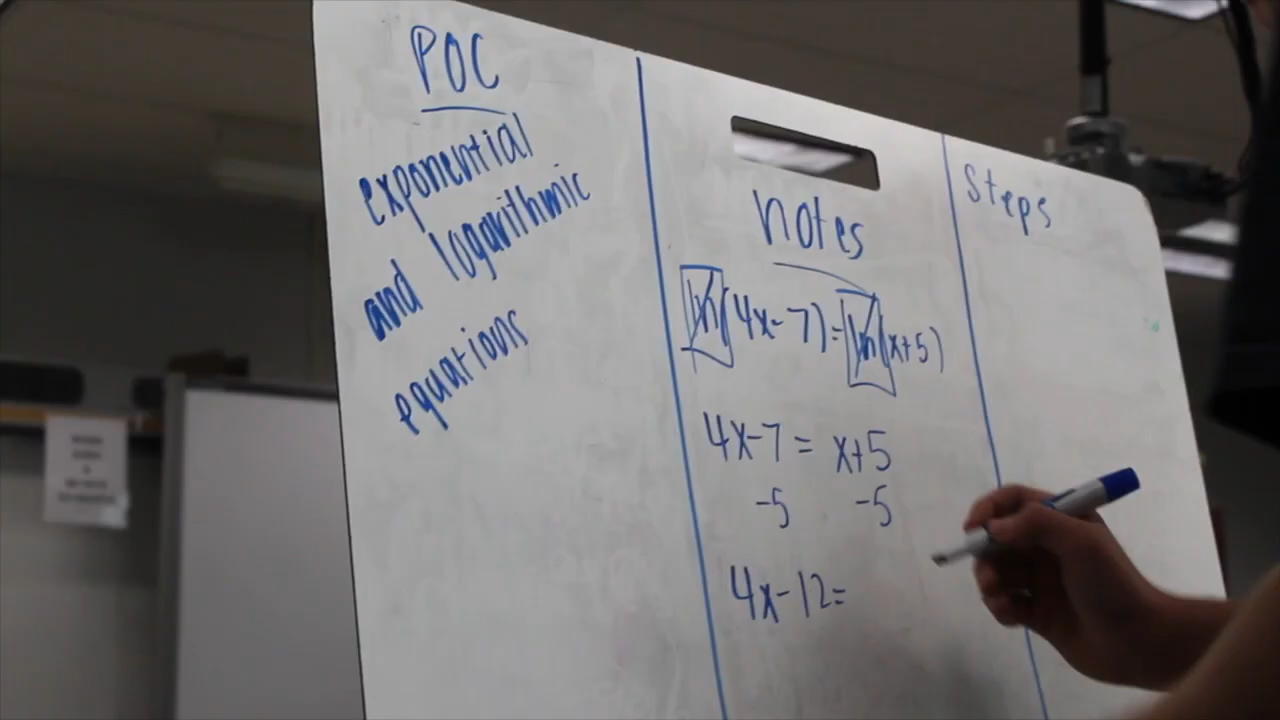 POC
exponential
and logarithmic
equations
notes
ln(4x-7)=ln(x+5)
4x-7 = x+5
-5 -5
4x-12=
Steps